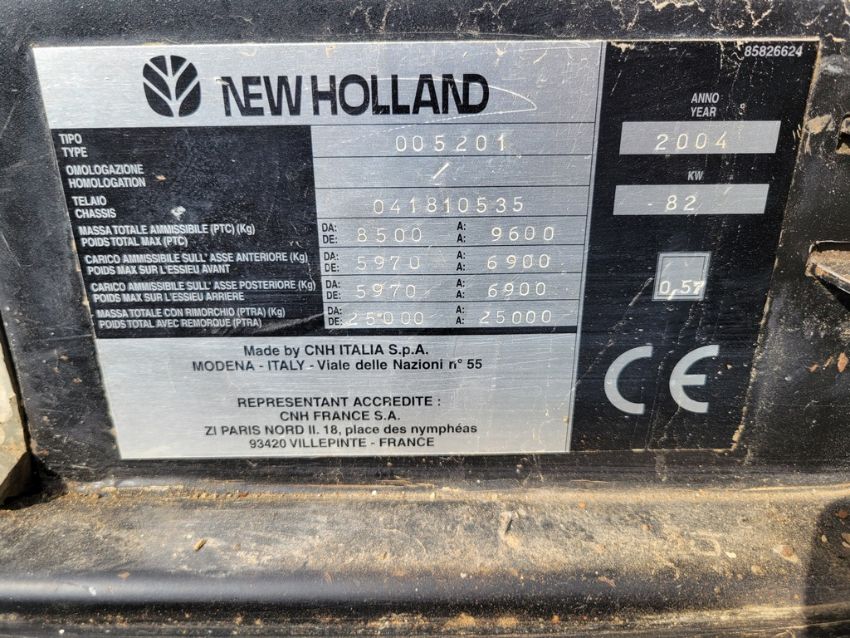 85826624
NEW HOLLAND
ANNO
YEAR
TIPO
TYPE
005201
2004
OMOLOGAZIONE
HOMOLOGATION
/
KW
TELAIO
CHASSIS
041810535
82
MASSA TOTALE AMMISSIBILE (PTC) (Kg)
POIDS TOTAL MAX (PTC)
DA:
DE:
8500
A:
A:
9600
CARICO AMMISSIBILE SULL' ASSE ANTERIORE (Kg)
POIDS MAX SUR L'ESSIEU AVANT
DA:
DE:
5970
A:
A:
6900
CARICO AMMISSIBILE SULL' ASSE POSTERIORE (Kg)
POIDS MAX SUR L'ESSIEU ARRIERE
DA:
DE:
5970
A:
A:
6900
0,57
MASSA TOTALE CON RIMORCHIO (PTRA) (Kg)
POIDS TOTAL AVEC REMORQUE (PTRA)
DA:
DE:
25000
A:
A:
25000
Made by CNH ITALIA S.p.A.
MODENA - ITALY - Viale delle Nazioni n° 55
CE
REPRESENTANT ACCREDITE :
CNH FRANCE S.A.
ZI PARIS NORD II. 18, place des nymphéas
93420 VILLEPINTE - FRANCE